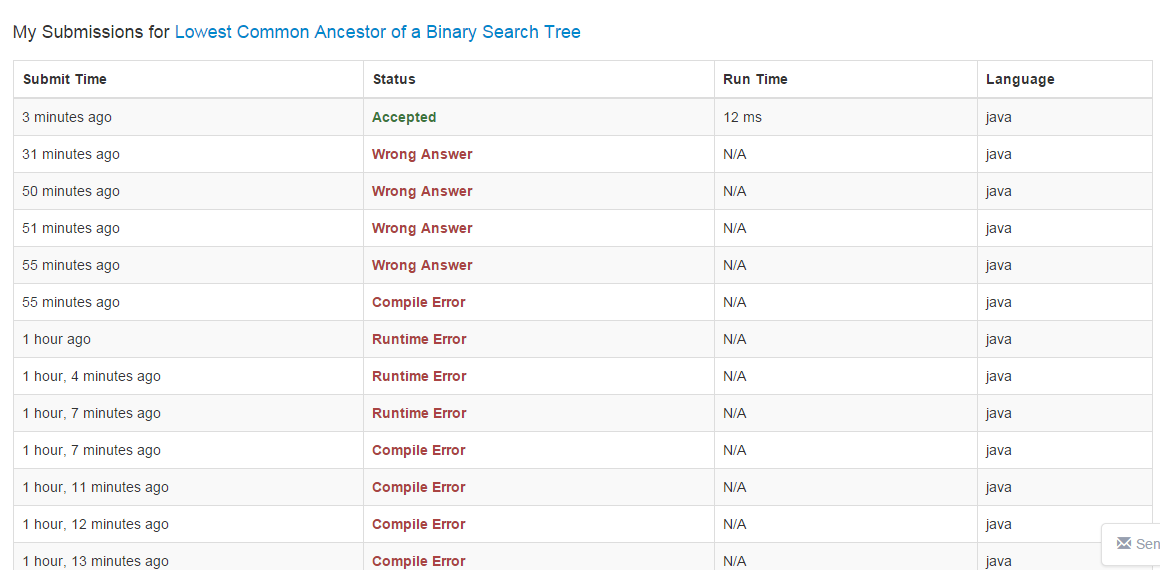 My Submissions for Lowest Common Ancestor of a Binary Search Tree
Submit Time Status Run Time Language
3 minutes ago Accepted 12 ms java
31 minutes ago Wrong Answer N/A java
50 minutes ago Wrong Answer N/A java
51 minutes ago Wrong Answer N/A java
55 minutes ago Wrong Answer N/A java
55 minutes ago Compile Error N/A java
1 hour ago Runtime Error N/A java
1 hour, 4 minutes ago Runtime Error N/A java
1 hour, 7 minutes ago Runtime Error N/A java
1 hour, 7 minutes ago Compile Error N/A java
1 hour, 11 minutes ago Compile Error N/A java
1 hour, 12 minutes ago Compile Error N/A java
Sen
1 hour, 13 minutes ago Compile Error N/A java